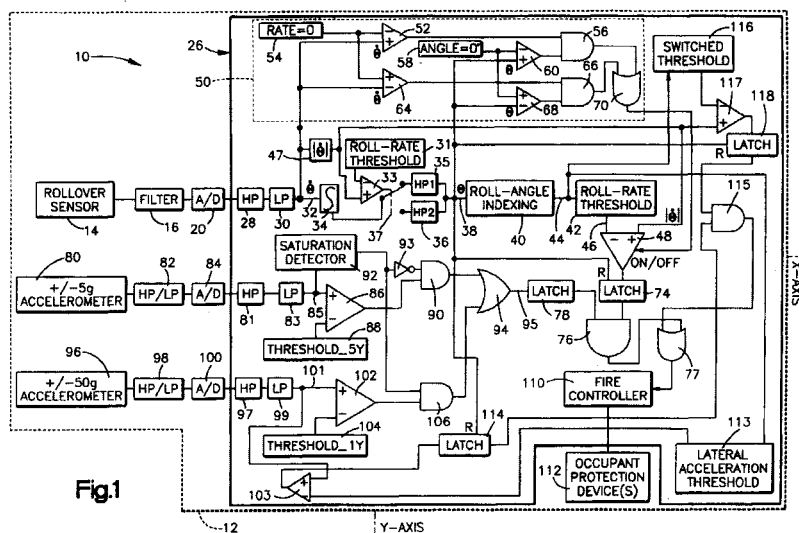 10
26
50
RATE=0
54
52
θ̇
58
ANGLE=0°
56
θ
60
66
64
θ̇
68
θ
70
116
SWITCHED THRESHOLD
117
118
LATCH
R
47
|θ̇|
ROLL-RATE THRESHOLD
31
33
35
HP1
37
HP2
36
ROLLOVER SENSOR
14
FILTER
16
A/D
20
HP
28
LP
30
θ̇
32
34
θ
38
ROLL-ANGLE INDEXING
40
44
ROLL-RATE THRESHOLD
42
46
|θ̇|
48
ON/OFF
115
X-AXIS
80
+/-5g ACCELEROMETER
82
HP/LP
84
A/D
HP
81
LP
83
85
SATURATION DETECTOR
92
93
86
88
THRESHOLD_5Y
90
94
95
LATCH
78
R
LATCH
74
76
77
96
+/-50g ACCELEROMETER
98
HP/LP
100
A/D
HP
97
LP
99
101
102
104
THRESHOLD_1Y
106
R
LATCH
114
103
110
FIRE CONTROLLER
112
OCCUPANT PROTECTION DEVICE(S)
113
LATERAL ACCELERATION THRESHOLD
Fig.1
12
Y-AXIS